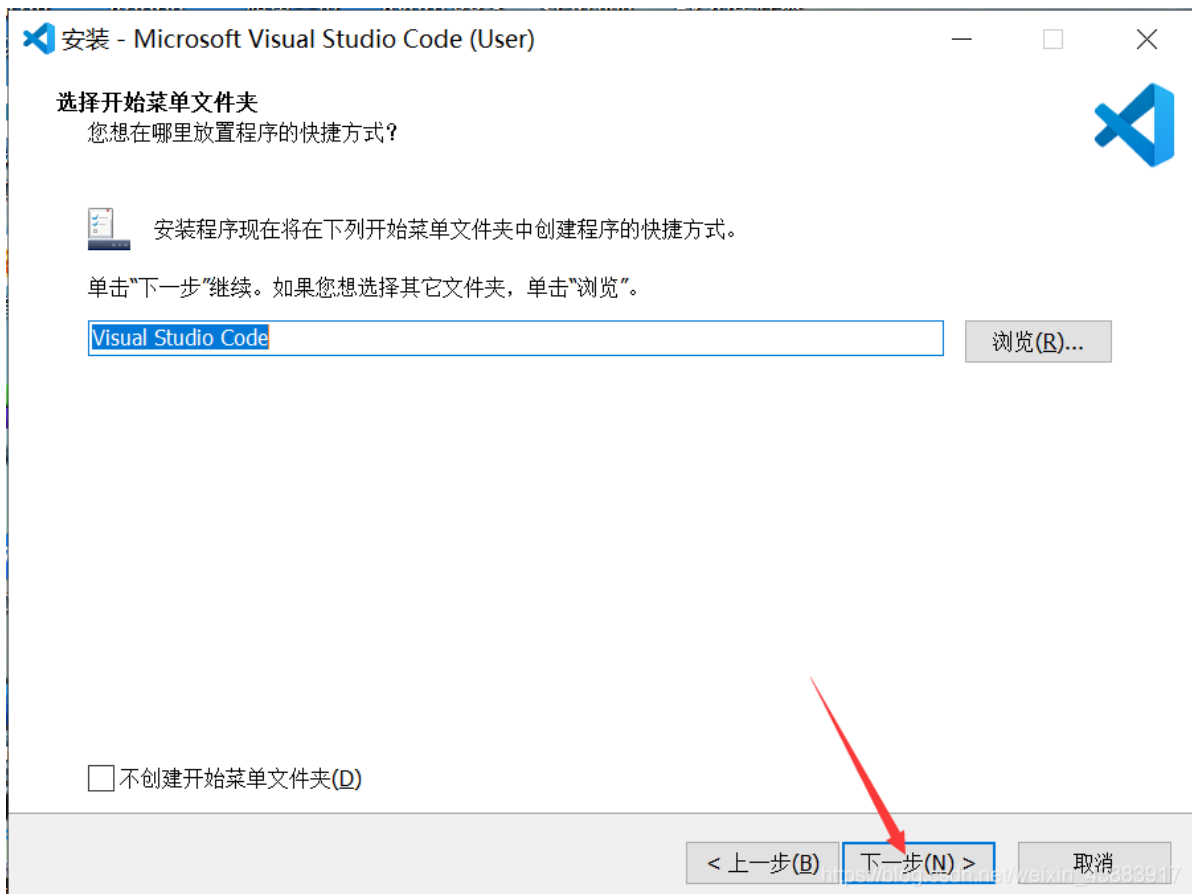 安装 - Microsoft Visual Studio Code (User)
选择开始菜单文件夹
您想在哪里放置程序的快捷方式？
安装程序现在将在下列开始菜单文件夹中创建程序的快捷方式。
单击“下一步”继续。如果您想选择其它文件夹，单击“浏览”。
Visual Studio Code
浏览(R)...
不创建开始菜单文件夹(D)
< 上一步(B)
下一步(N) >
取消
https://blog.csdn.net/weixin_43883917